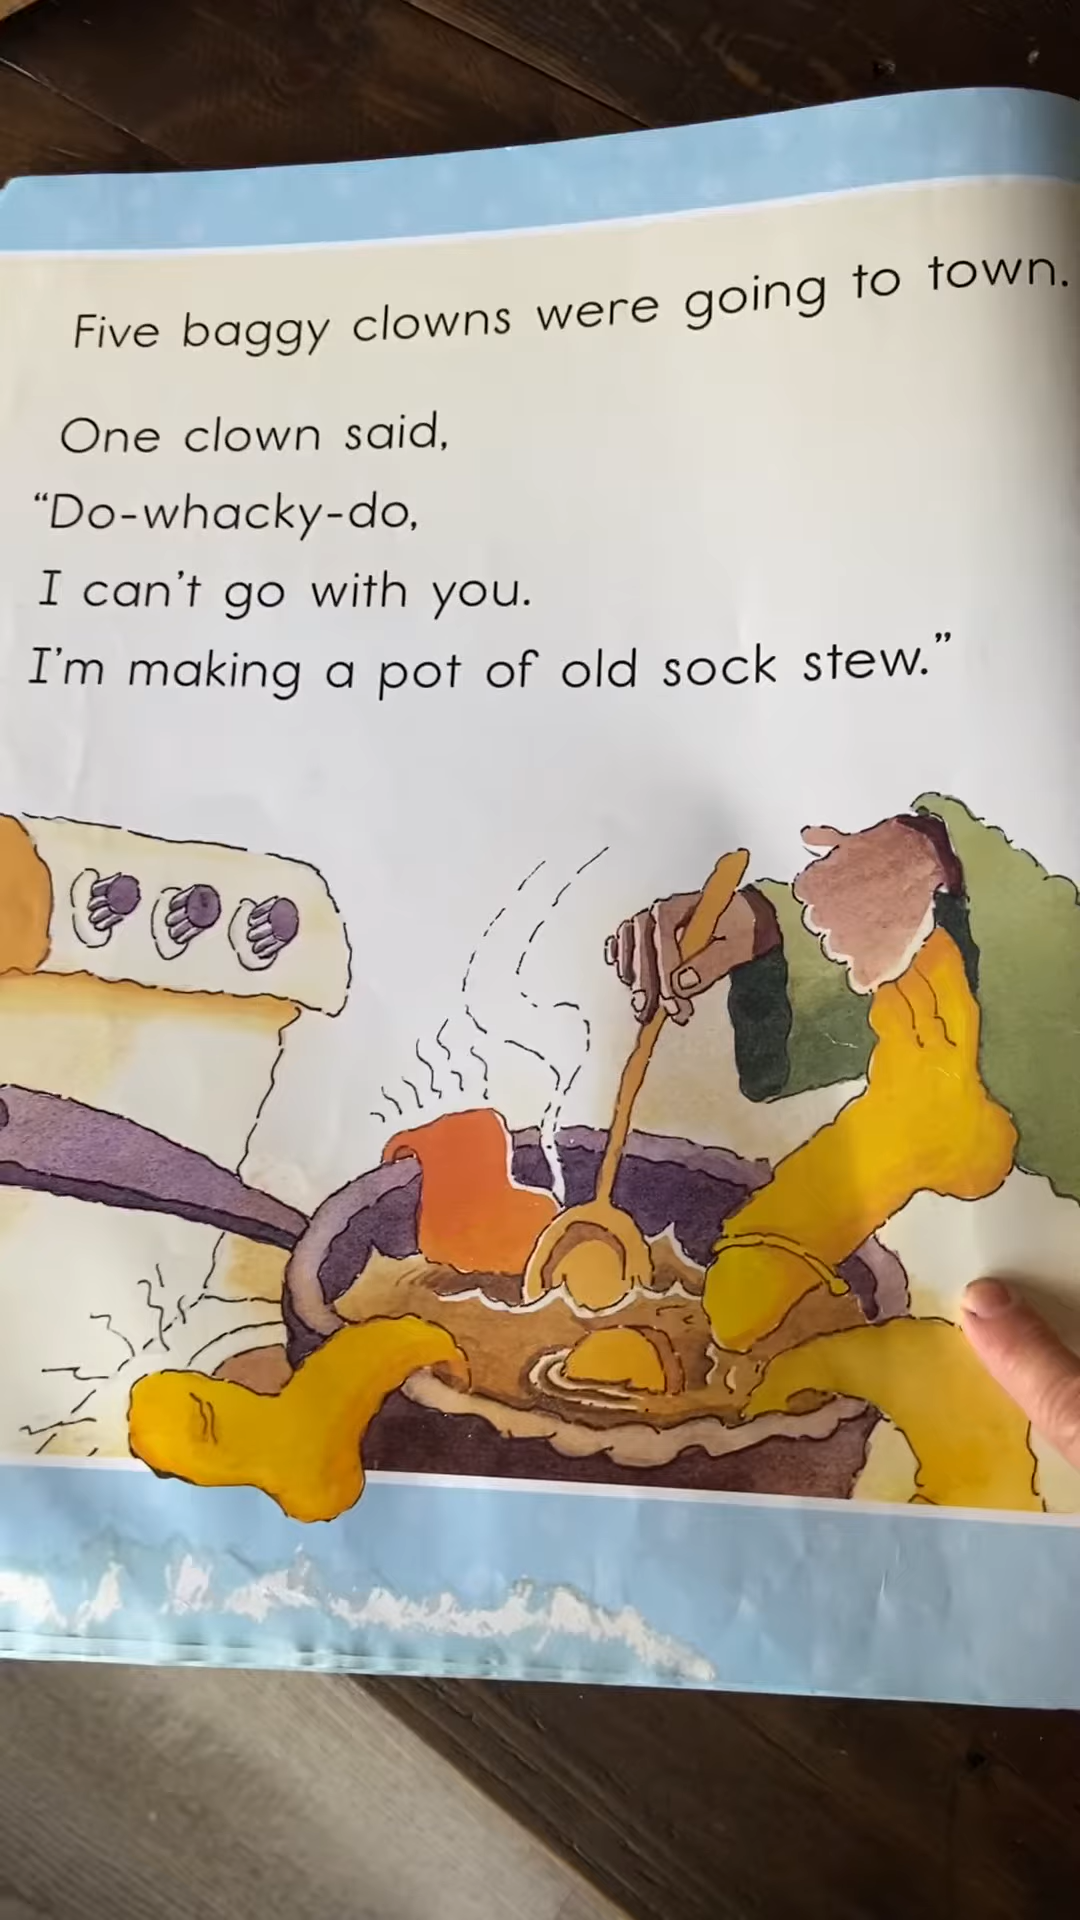 Five baggy clowns were going to town.
One clown said,
“Do-whacky-do,
I can't go with you.
I'm making a pot of old sock stew.”